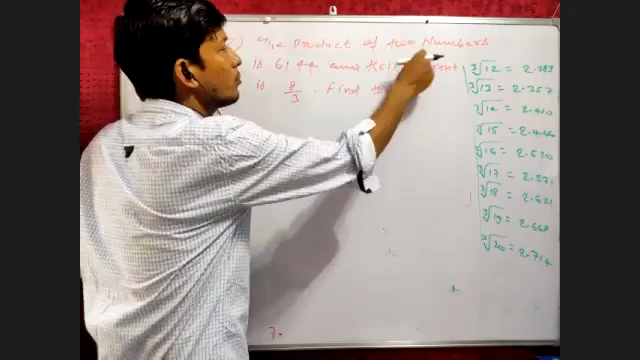 ) The Product of two Numbers
is 6144 and their
is 8/3 . Find
∛12 = 2.289
∛13 = 2.357
∛14 = 2.410
∛15 = 2.466
∛16 = 2.520
∛17 = 2.571
∛18 = 2.621
∛19 = 2.668
∛20 = 2.714